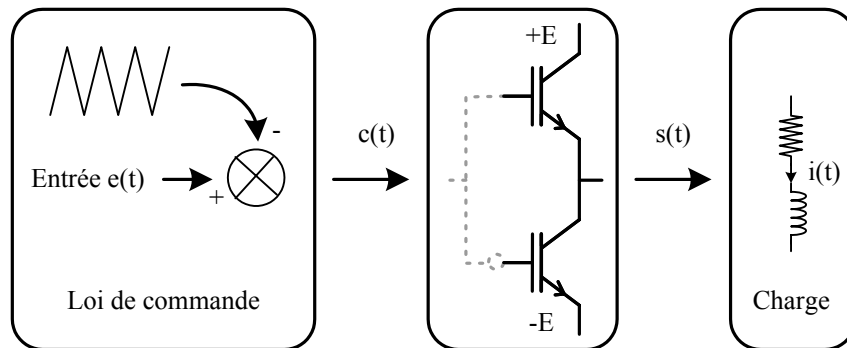 -
Entrée e(t)
+
Loi de commande
c(t)
+E
-E
s(t)
i(t)
Charge